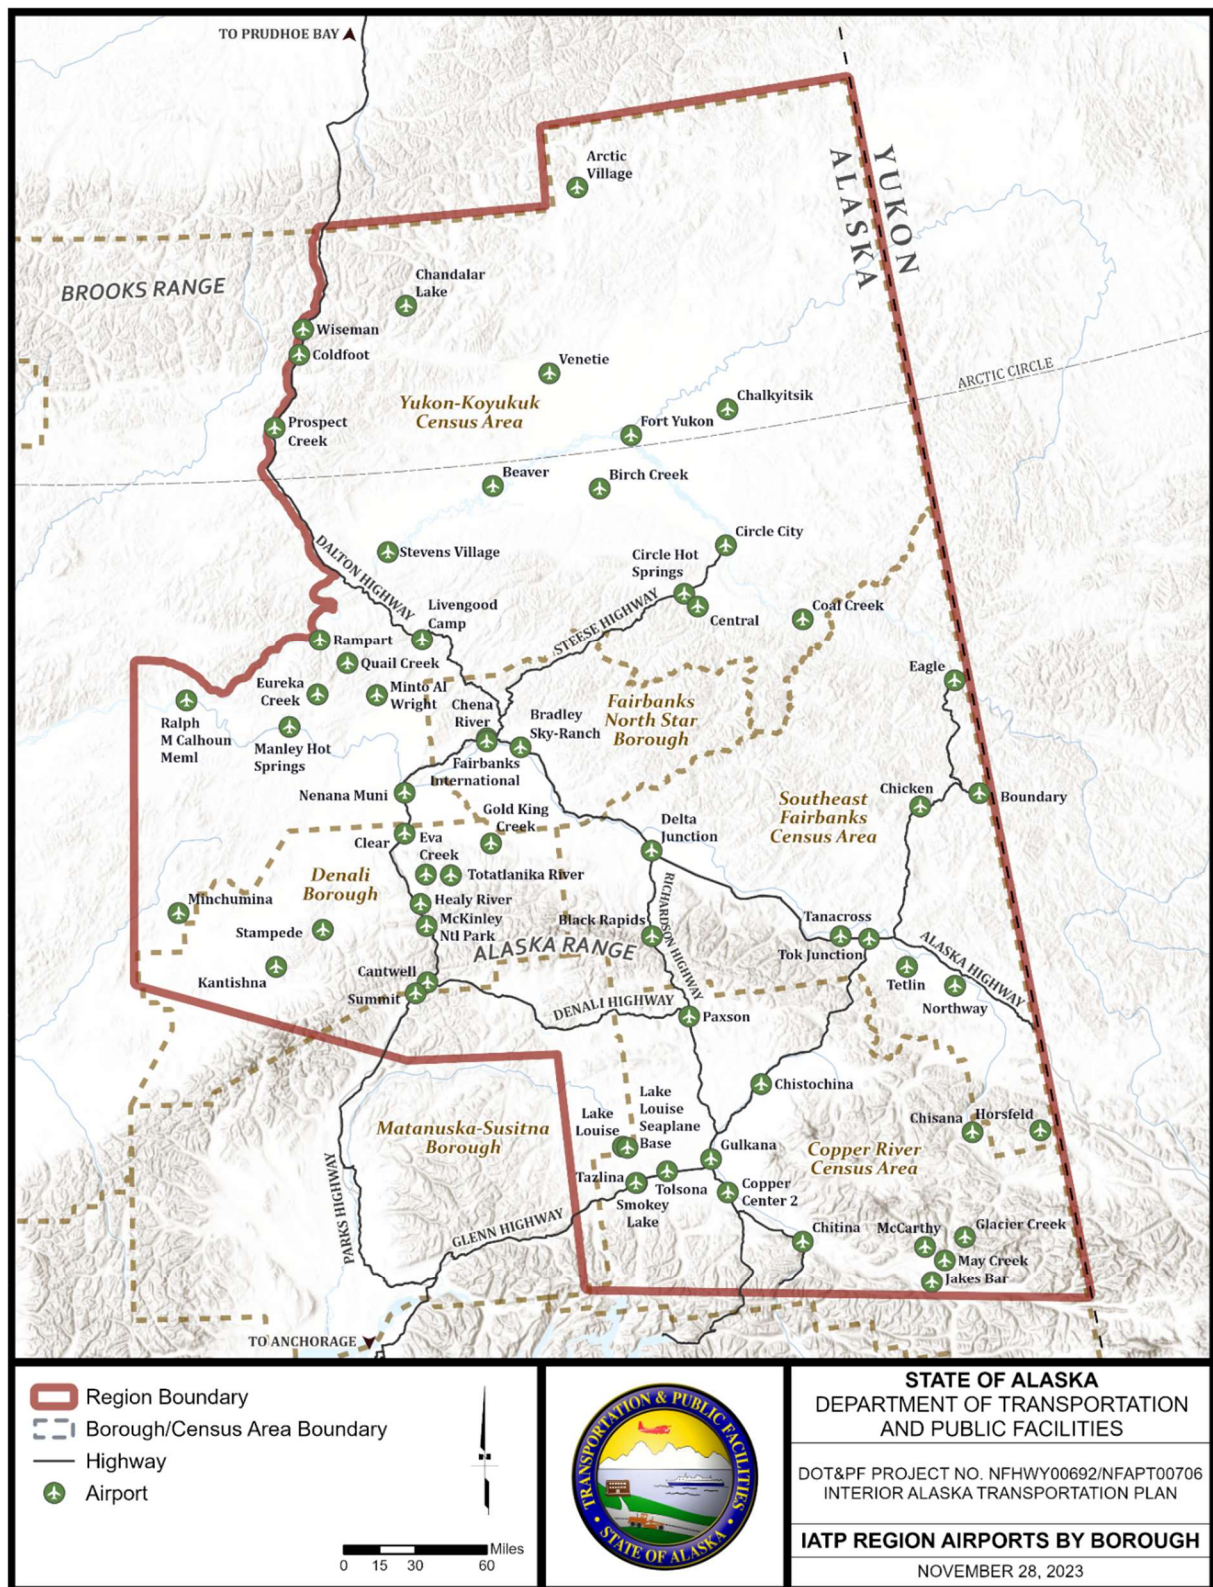 TO PRUDHOE BAY
YUKON
ALASKA
Arctic
Village
BROOKS RANGE
Chandalar
Lake
Wiseman
Coldfoot
Venetie
ARCTIC CIRCLE
Yukon-Koyukuk
Census Area
Chalkyitsik
Prospect
Creek
Fort Yukon
Beaver
Birch Creek
Circle City
DALTON HIGHWAY
Stevens Village
Circle Hot
Springs
Livengood
Camp
STEESE HIGHWAY
Central
Coal Creek
Rampart
Quail Creek
Eagle
Eureka
Creek
Minto Al
Wright
Chena
River
Bradley
Sky-Ranch
Fairbanks
North Star
Borough
Ralph
M Calhoun
Meml
Manley Hot
Springs
Fairbanks
International
Nenana Muni
Chicken
Boundary
Southeast
Fairbanks
Census Area
Gold King
Creek
Delta
Junction
Clear
Eva
Creek
Denali
Borough
Totatlanika River
RICHARDSON HIGHWAY
Minchumina
Healy River
Stampede
McKinley
Ntl Park
Black Rapids
Tanacross
ALASKA RANGE
Tok Junction
ALASKA HIGHWAY
Kantishna
Cantwell
Summit
Tetlin
Northway
DENALI HIGHWAY
Paxson
Chistochina
Lake
Louise
Lake
Louise
Seaplane
Base
Chisana
Horsfeld
Matanuska-Susitna
Borough
Gulkana
Copper River
Census Area
Tazlina
Tolsona
Copper
Center 2
Smokey
Lake
PARKS HIGHWAY
GLENN HIGHWAY
Chitina
McCarthy
Glacier Creek
May Creek
Jakes Bar
TO ANCHORAGE
Region Boundary
Borough/Census Area Boundary
Highway
Airport
0 15 30 60
Miles
TRANSPORTATION & PUBLIC FACILITIES
STATE OF ALASKA
STATE OF ALASKA
DEPARTMENT OF TRANSPORTATION
AND PUBLIC FACILITIES
DOT&PF PROJECT NO. NFHWY00692/NFAPT00706
INTERIOR ALASKA TRANSPORTATION PLAN
IATP REGION AIRPORTS BY BOROUGH
NOVEMBER 28, 2023